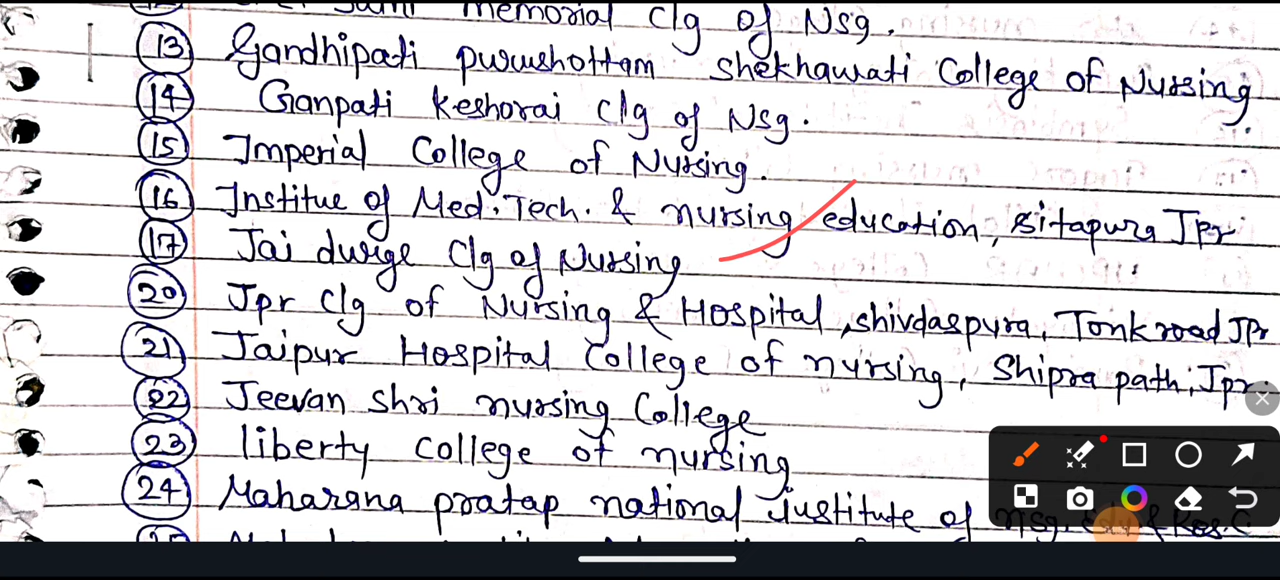 memorial Clg of Nsg.
13 Gandhipati purushottam Shekhawati College of Nursing
14 Ganpati Keshorai Clg of Nsg.
15 Imperial College of Nursing.
16 Institue of Med. Tech. & nursing education, sitapura Jpr
17 Jai durge Clg of Nursing
20 Jpr Clg of Nursing & Hospital, shivdaspura, Tonk road JPr
21 Jaipur Hospital College of nursing, Shipra path, Jpr
22 Jeevan Shri nursing College
23 liberty college of nursing
24 Maharana pratap national institute of